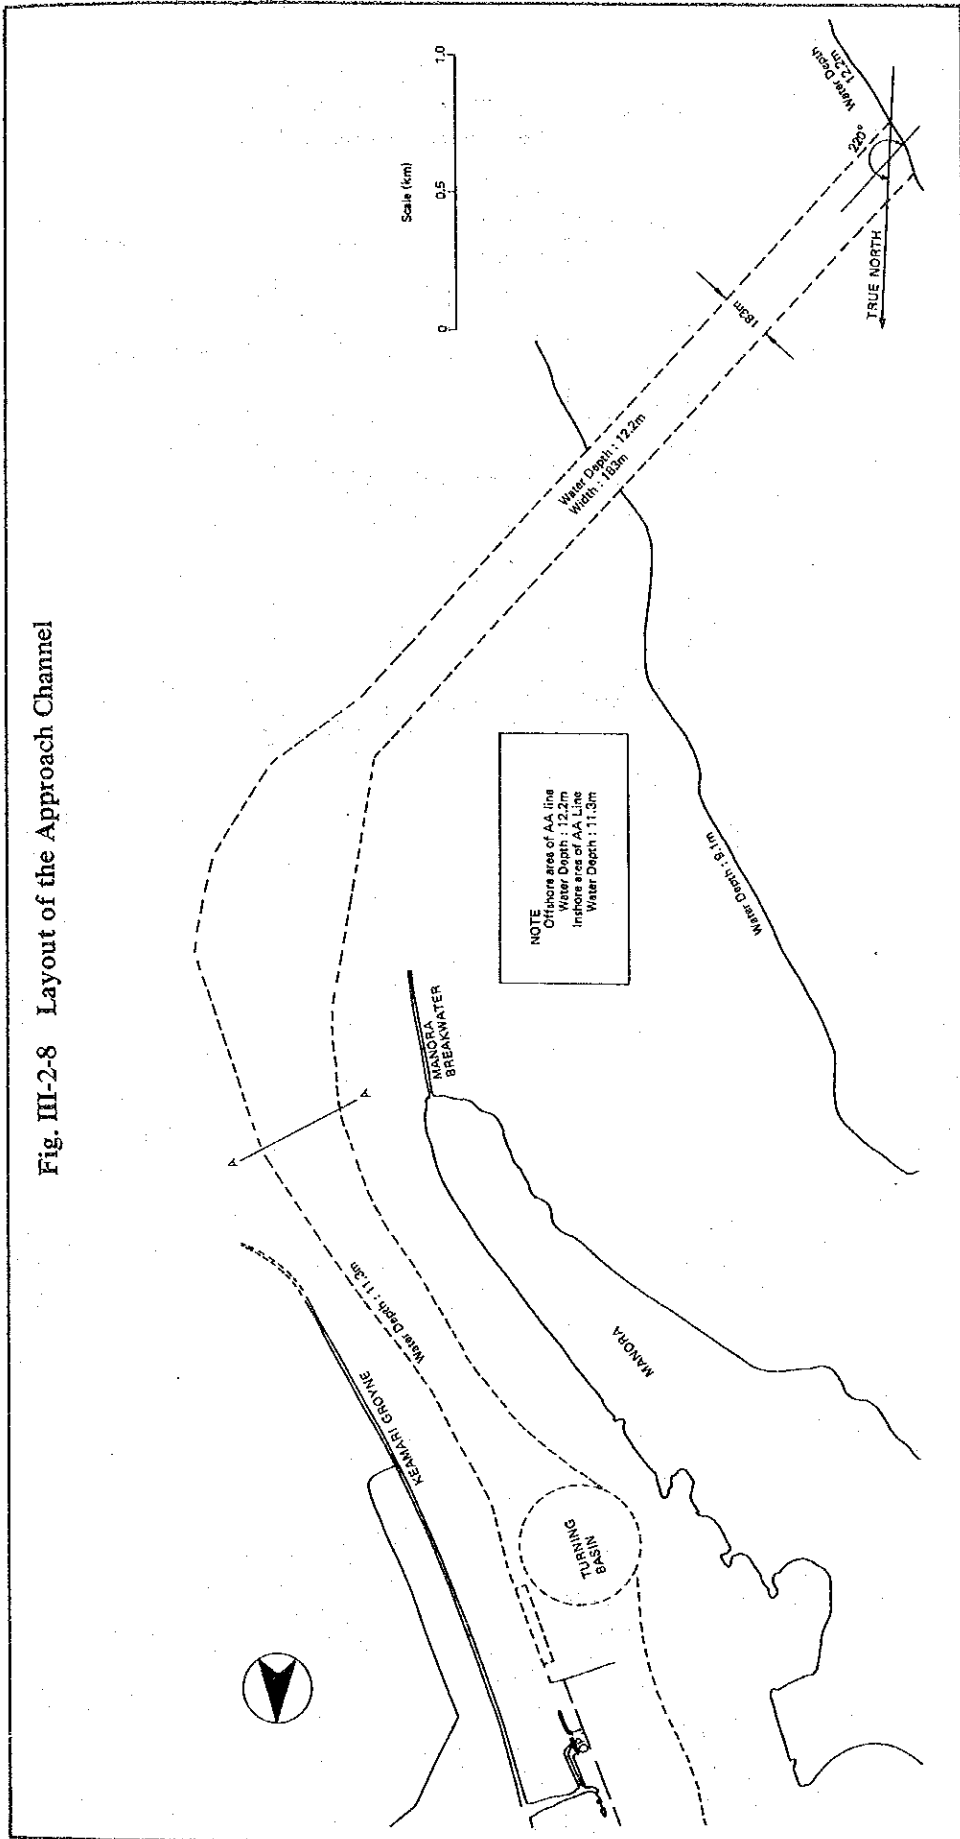 Fig. III-2-8 Layout of the Approach Channel
Scale (km)
0
0.5
1.0
Water Depth
12.2m
220°
TRUE NORTH
183m
Water Depth : 12.2m
Width : 183m
NOTE
Offshore area of AA line
Water Depth : 12.2m
Inshore area of AA Line
Water Depth : 11.3m
Water Depth : 9.1m
MANORA
BREAKWATER
A
A
Water Depth : 11.3m
KEAMARI GROYNE
MANORA
TURNING
BASIN